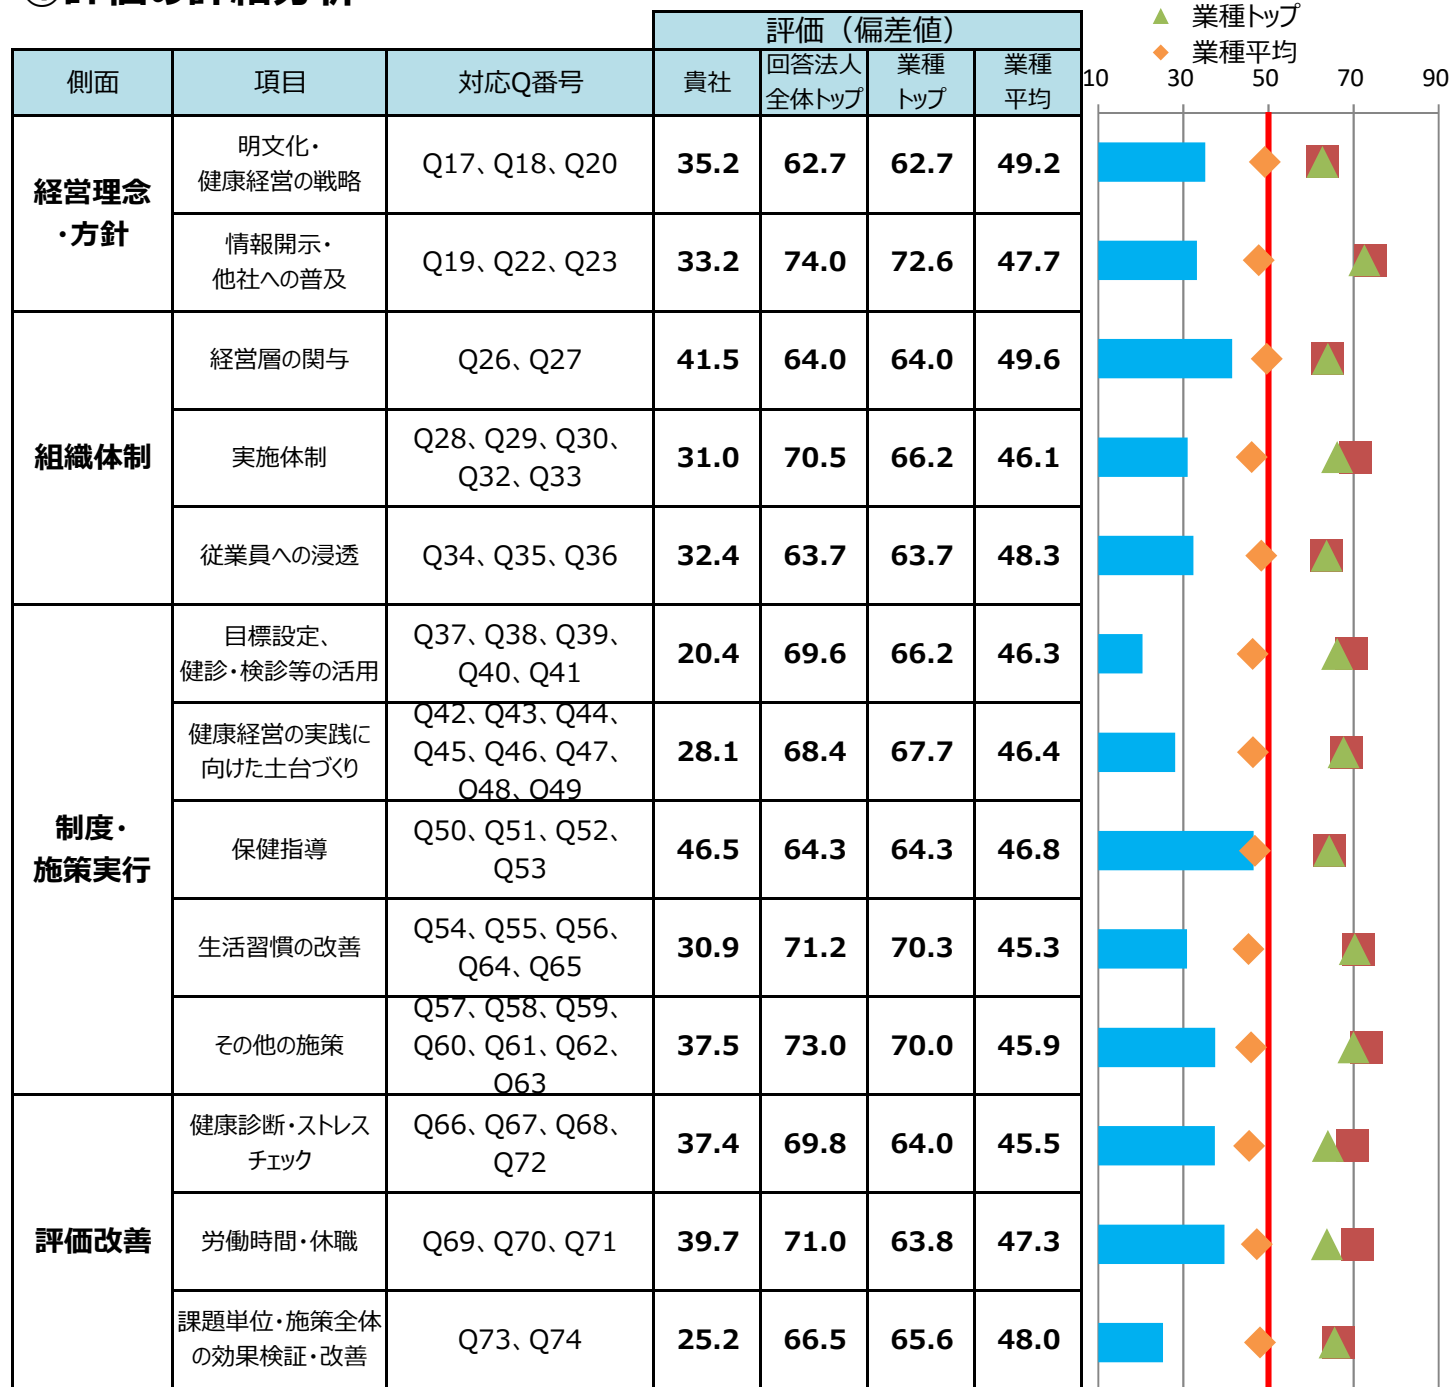 業種トップ
業種平均
評価（偏差値）
側面 項目 対応Q番号 貴社 回答法人全体トップ 業種トップ 業種平均
10 30 50 70 90
経営理念・方針
明文化・健康経営の戦略 Q17、Q18、Q20 35.2 62.7 62.7 49.2
情報開示・他社への普及 Q19、Q22、Q23 33.2 74.0 72.6 47.7
組織体制
経営層の関与 Q26、Q27 41.5 64.0 64.0 49.6
実施体制 Q28、Q29、Q30、Q32、Q33 31.0 70.5 66.2 46.1
従業員への浸透 Q34、Q35、Q36 32.4 63.7 63.7 48.3
制度・施策実行
目標設定、健診・検診等の活用 Q37、Q38、Q39、Q40、Q41 20.4 69.6 66.2 46.3
健康経営の実践に向けた土台づくり Q42、Q43、Q44、Q45、Q46、Q47、Q48、Q49 28.1 68.4 67.7 46.4
保健指導 Q50、Q51、Q52、Q53 46.5 64.3 64.3 46.8
生活習慣の改善 Q54、Q55、Q56、Q64、Q65 30.9 71.2 70.3 45.3
その他の施策 Q57、Q58、Q59、Q60、Q61、Q62、Q63 37.5 73.0 70.0 45.9
評価改善
健康診断・ストレスチェック Q66、Q67、Q68、Q72 37.4 69.8 64.0 45.5
労働時間・休職 Q69、Q70、Q71 39.7 71.0 63.8 47.3
課題単位・施策全体の効果検証・改善 Q73、Q74 25.2 66.5 65.6 48.0